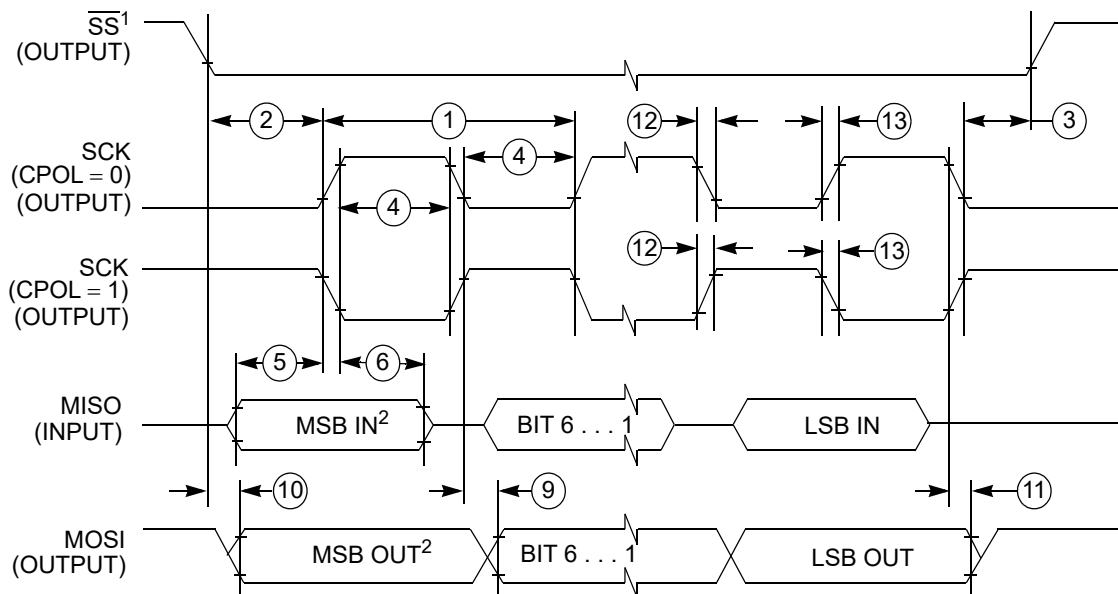 SS¹
(OUTPUT)
2
1
12
13
3
SCK
(CPOL = 0)
(OUTPUT)
4
4
SCK
(CPOL = 1)
(OUTPUT)
12
13
5
6
MISO
(INPUT)
MSB IN²
BIT 6 . . . 1
LSB IN
10
9
11
MOSI
(OUTPUT)
MSB OUT²
BIT 6 . . . 1
LSB OUT